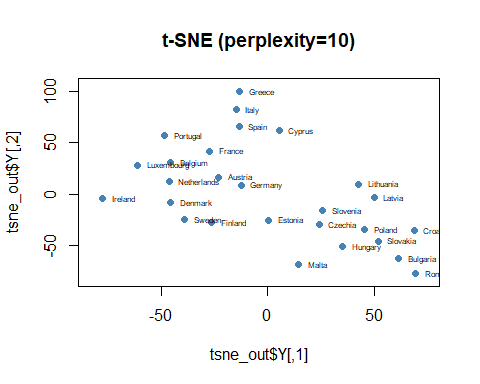 t-SNE (perplexity=10)
tsne_out$Y[,2]
100
50
0
-50
Greece
Italy
Spain
Cyprus
Portugal
France
Luxembourg
Belgium
Austria
Netherlands
Germany
Lithuania
Ireland
Denmark
Latvia
Slovenia
Sweden
Finland
Estonia
Czechia
Poland
Croa
Slovakia
Hungary
Malta
Bulgaria
Rom
-50
0
50
tsne_out$Y[,1]